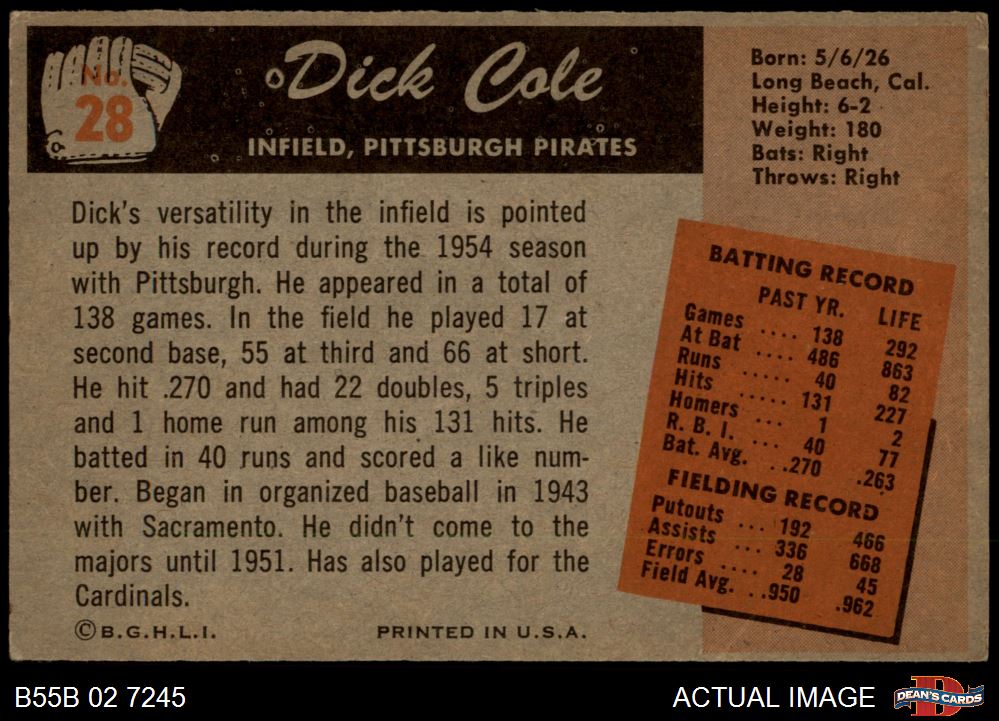 No.
28
Dick Cole
INFIELD, PITTSBURGH PIRATES
Born: 5/6/26
Long Beach, Cal.
Height: 6-2
Weight: 180
Bats: Right
Throws: Right
Dick's versatility in the infield is pointed
up by his record during the 1954 season
with Pittsburgh. He appeared in a total of
138 games. In the field he played 17 at
second base, 55 at third and 66 at short.
He hit .270 and had 22 doubles, 5 triples
and 1 home run among his 131 hits. He
batted in 40 runs and scored a like num-
ber. Began in organized baseball in 1943
with Sacramento. He didn't come to the
majors until 1951. Has also played for the
Cardinals.
©B.G.H.L.I. PRINTED IN U.S.A.
BATTING RECORD
PAST YR. LIFE
Games .... 138 292
At Bat .... 486 863
Runs ..... 40 82
Hits ..... 131 227
Homers ... 1 2
R. B. I. ... 40 77
Bat. Avg. ..270 .263
FIELDING RECORD
Putouts ... 192 466
Assists ... 336 668
Errors .... 28 45
Field Avg. ..950 .962
B55B 02 7245
ACTUAL IMAGE
D
DEAN'S CARDS